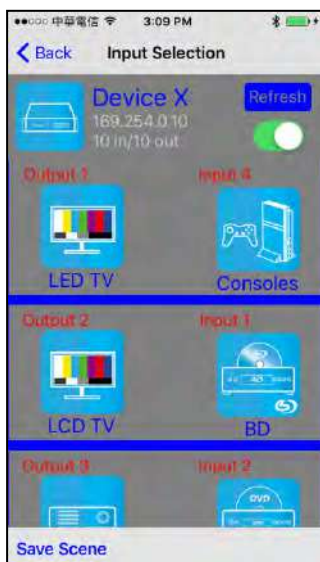 中華電信 3:09 PM
Back Input Selection
Device X Refresh
169.254.0.10
10 in/10 out
Output 1 Input 4
LED TV Consoles
Output 2 Input 1
LCD TV BD
Output 3 Input 2
DVD
Save Scene